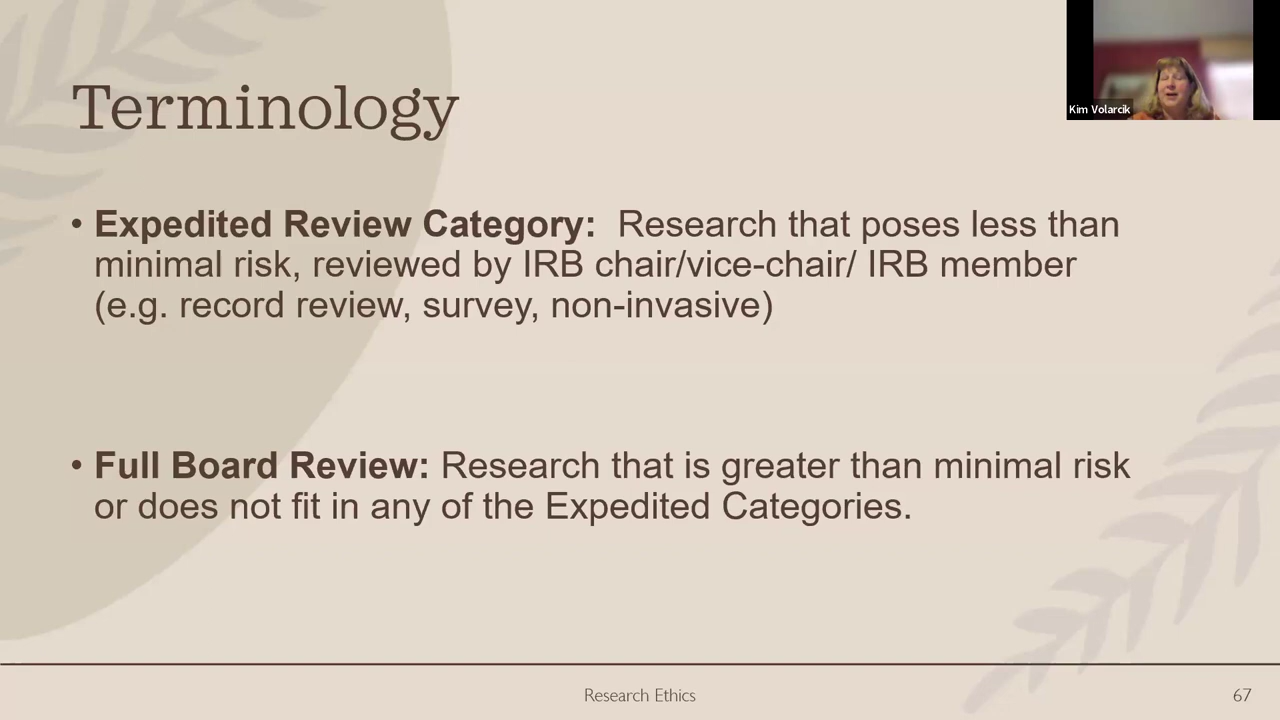 Terminology
Kim Volarcik
• Expedited Review Category: Research that poses less than
minimal risk, reviewed by IRB chair/vice-chair/ IRB member
(e.g. record review, survey, non-invasive)
• Full Board Review: Research that is greater than minimal risk
or does not fit in any of the Expedited Categories.
Research Ethics
67